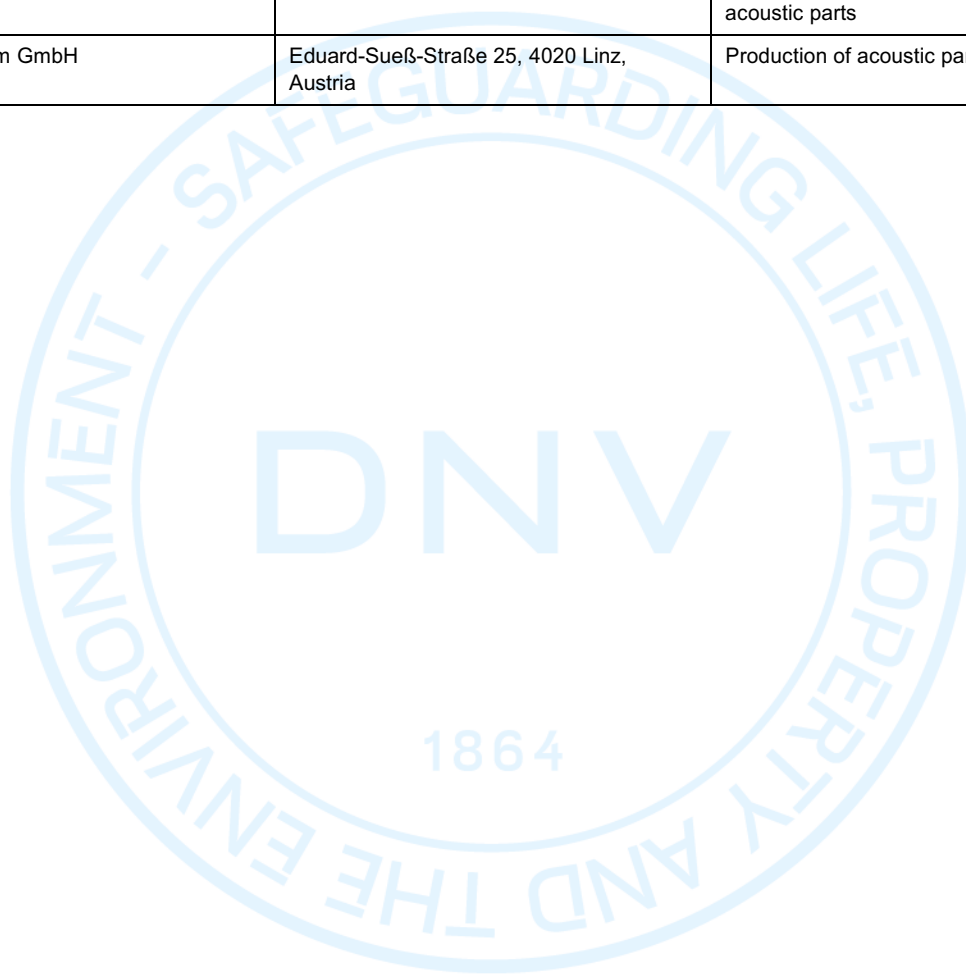 acoustic parts
GmbH
Eduard-Sueß-Straße 25, 4020 Linz,
Austria
Production of acoustic
SAFEGUARDING LIFE, PROPERTY AND THE ENVIRONMENT -
DNV
1864